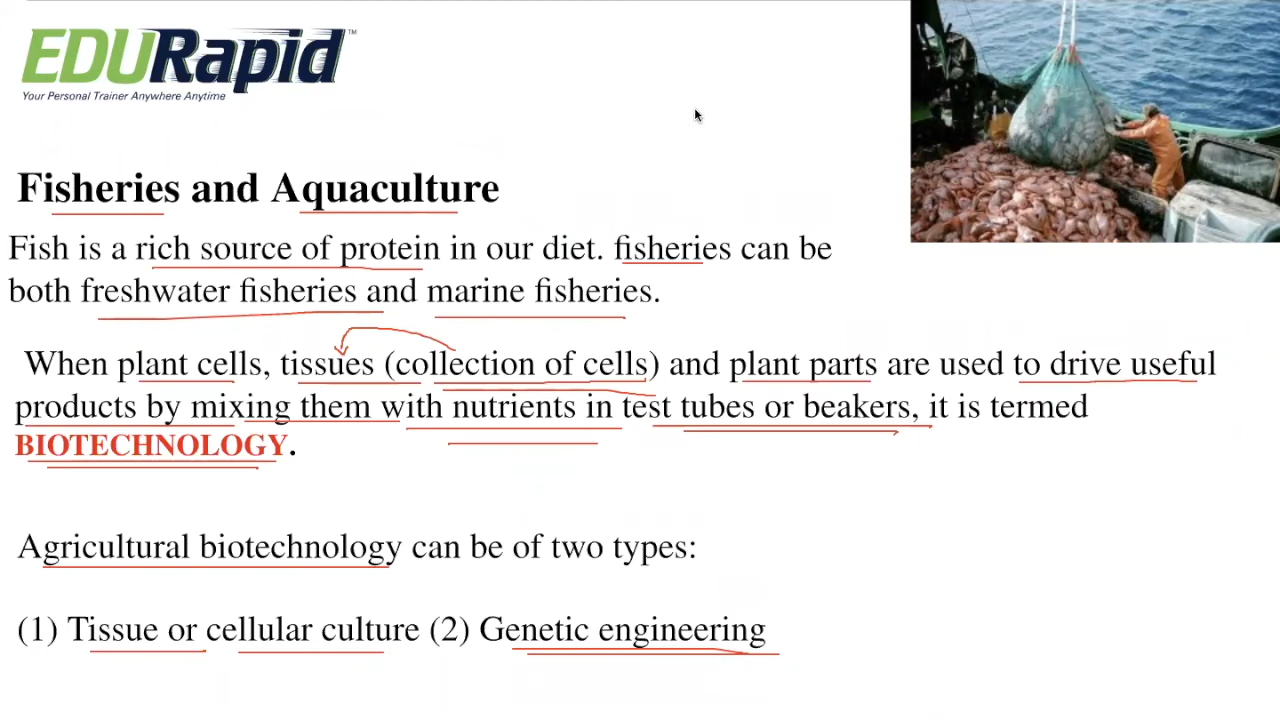 EDURapid™
Your Personal Trainer Anywhere Anytime
Fisheries and Aquaculture
Fish is a rich source of protein in our diet. fisheries can be
both freshwater fisheries and marine fisheries.
When plant cells, tissues (collection of cells) and plant parts are used to drive useful
products by mixing them with nutrients in test tubes or beakers, it is termed
BIOTECHNOLOGY.
Agricultural biotechnology can be of two types:
(1) Tissue or cellular culture (2) Genetic engineering